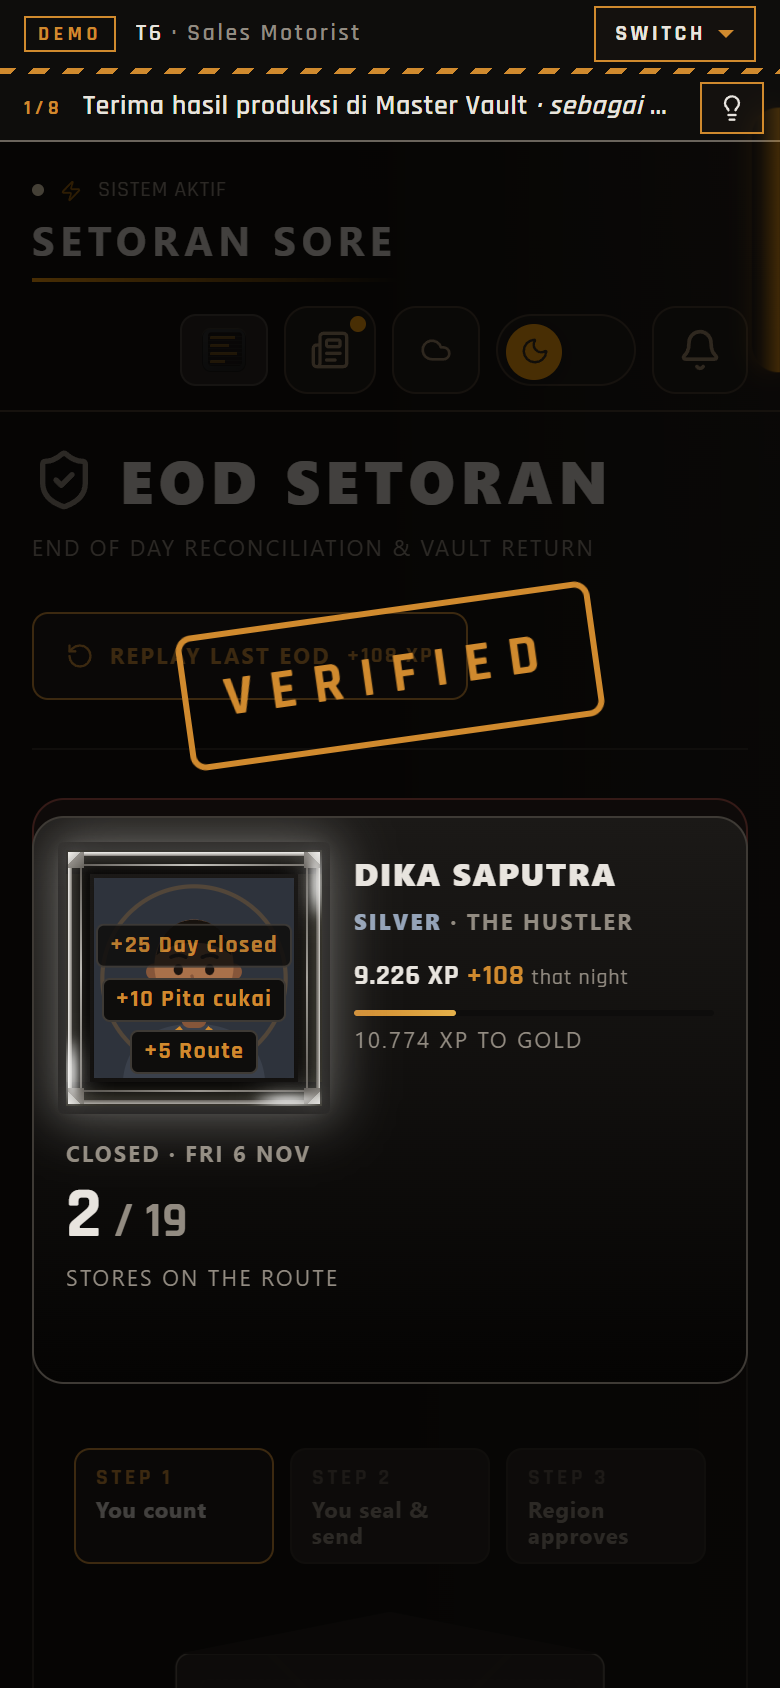 DEMO
T6 · Sales Motorist
SWITCH
1/8
Terima hasil produksi di Master Vault · sebagai ...
SISTEM AKTIF
SETORAN SORE
EOD SETORAN
END OF DAY RECONCILIATION & VAULT RETURN
REPLAY LAST EOD +108 XP
VERIFIED
DIKA SAPUTRA
SILVER · THE HUSTLER
9.226 XP +108 that night
10.774 XP TO GOLD
+25 Day closed
+10 Pita cukai
+5 Route
CLOSED · FRI 6 NOV
2 / 19
STORES ON THE ROUTE
STEP 1
You count
STEP 2
You seal &
send
STEP 3
Region
approves